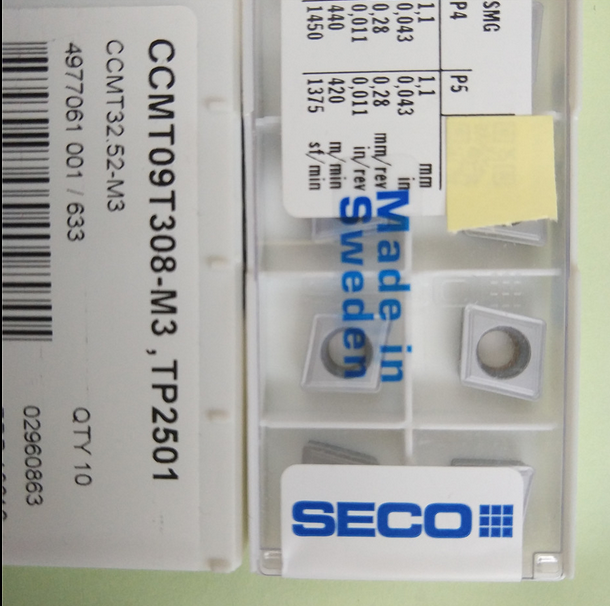 CCMT09T308-M3 , TP2501
CCMT32.52-M3
4977061 001 / 633
QTY 10
02960863
SMG
P4
P5
1,1
1,1
mm
0,043
0,043
in
0,28
0,28
mm/rev
0,011
0,011
in/rev
440
420
m/min
1450
1375
sf/min
Made in
Sweden
SECO